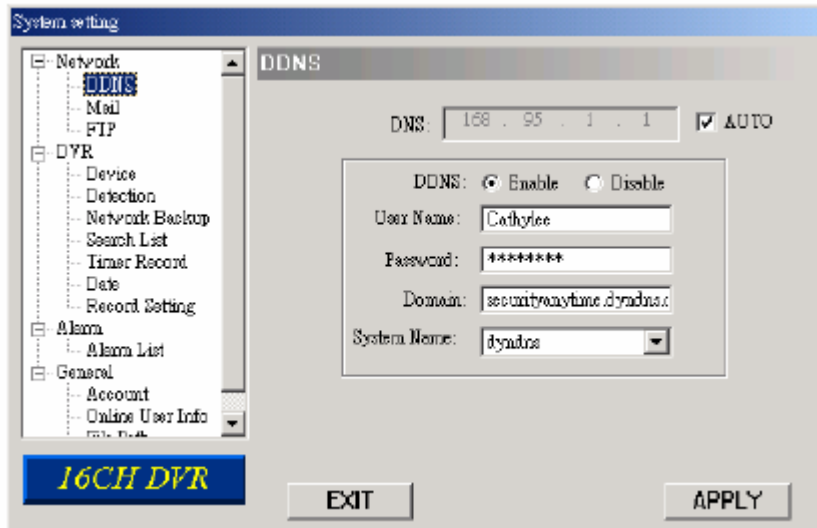 System setting
Network
DDNS
Mail
FTP
DVR
Device
Detection
Network Backup
Search List
Timer Record
Date
Record Setting
Alarm
Alarm List
General
Account
Online User Info
File Path
16CH DVR
DDNS
DNS: 168 . 95 . 1 . 1 AUTO
DDNS: Enable Disable
User Name: Cathylee
Password: ********
Domain: securityanytime.dyndns.c
System Name: dyndns
EXIT
APPLY